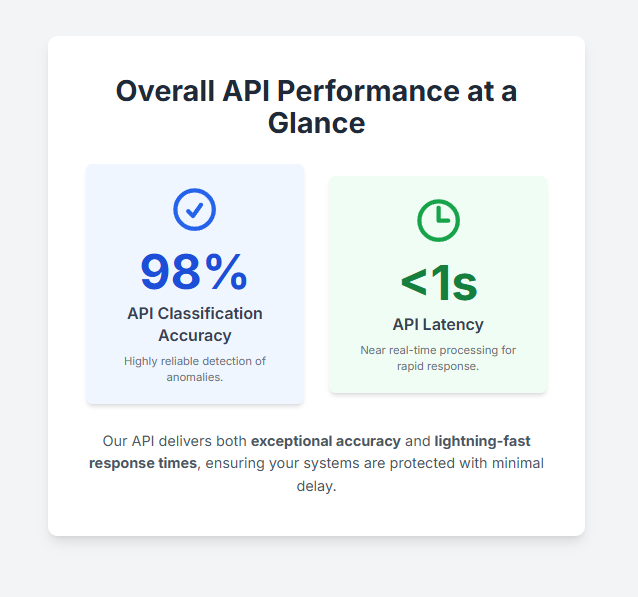 Overall API Performance at a
Glance
98%
API Classification
Accuracy
Highly reliable detection of
anomalies.
<1s
API Latency
Near real-time processing for
rapid response.
Our API delivers both exceptional accuracy and lightning-fast
response times, ensuring your systems are protected with minimal
delay.